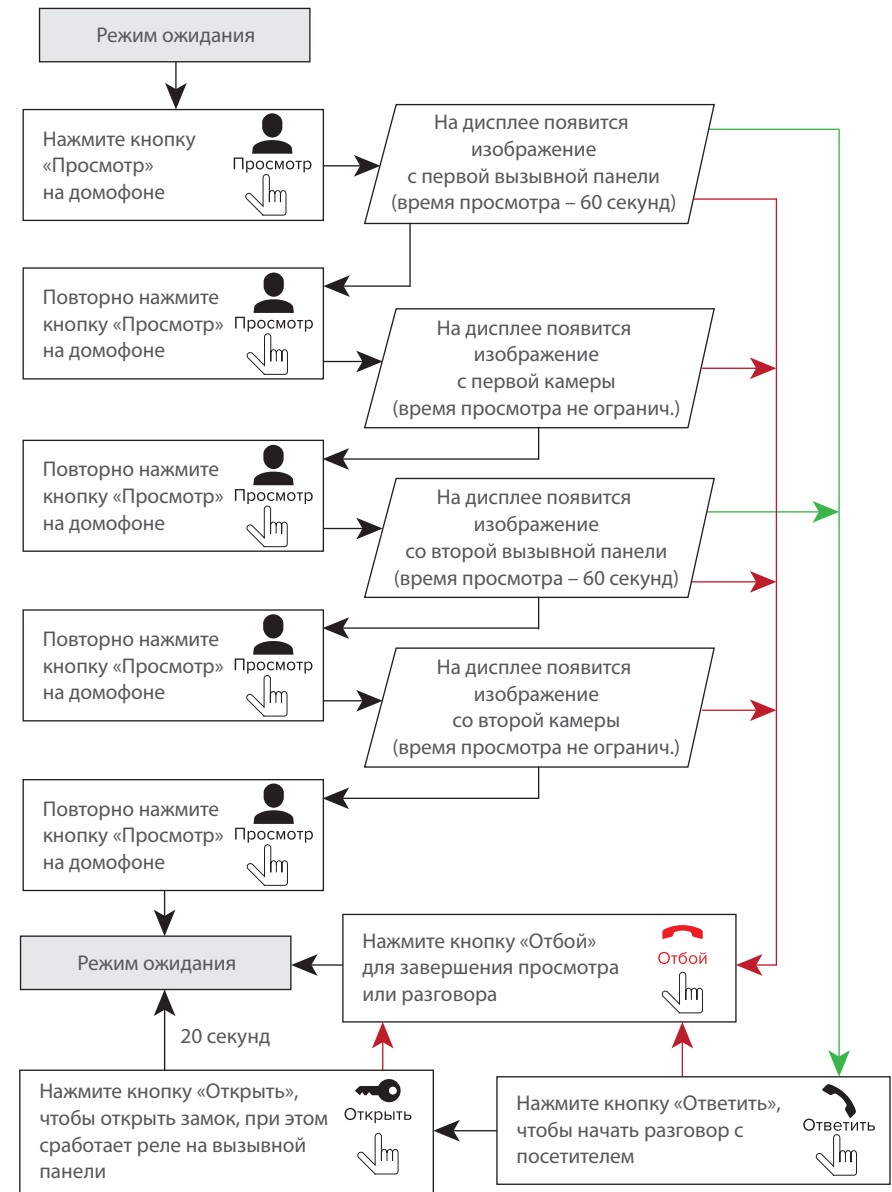 Режим ожидания
Нажмите кнопку
«Просмотр»
на домофоне
Просмотр
На дисплее появится
изображение
с первой вызывной панели
(время просмотра – 60 секунд)
Повторно нажмите
кнопку «Просмотр»
на домофоне
Просмотр
На дисплее появится
изображение
с первой камеры
(время просмотра не огранич.)
Повторно нажмите
кнопку «Просмотр»
на домофоне
Просмотр
На дисплее появится
изображение
со второй вызывной панели
(время просмотра – 60 секунд)
Повторно нажмите
кнопку «Просмотр»
на домофоне
Просмотр
На дисплее появится
изображение
со второй камеры
(время просмотра не огранич.)
Повторно нажмите
кнопку «Просмотр»
на домофоне
Просмотр
Режим ожидания
Нажмите кнопку «Отбой»
для завершения просмотра
или разговора
Отбой
20 секунд
Нажмите кнопку «Открыть»,
чтобы открыть замок, при этом
сработает реле на вызывной
панели
Открыть
Нажмите кнопку «Ответить»,
чтобы начать разговор с
посетителем
Ответить